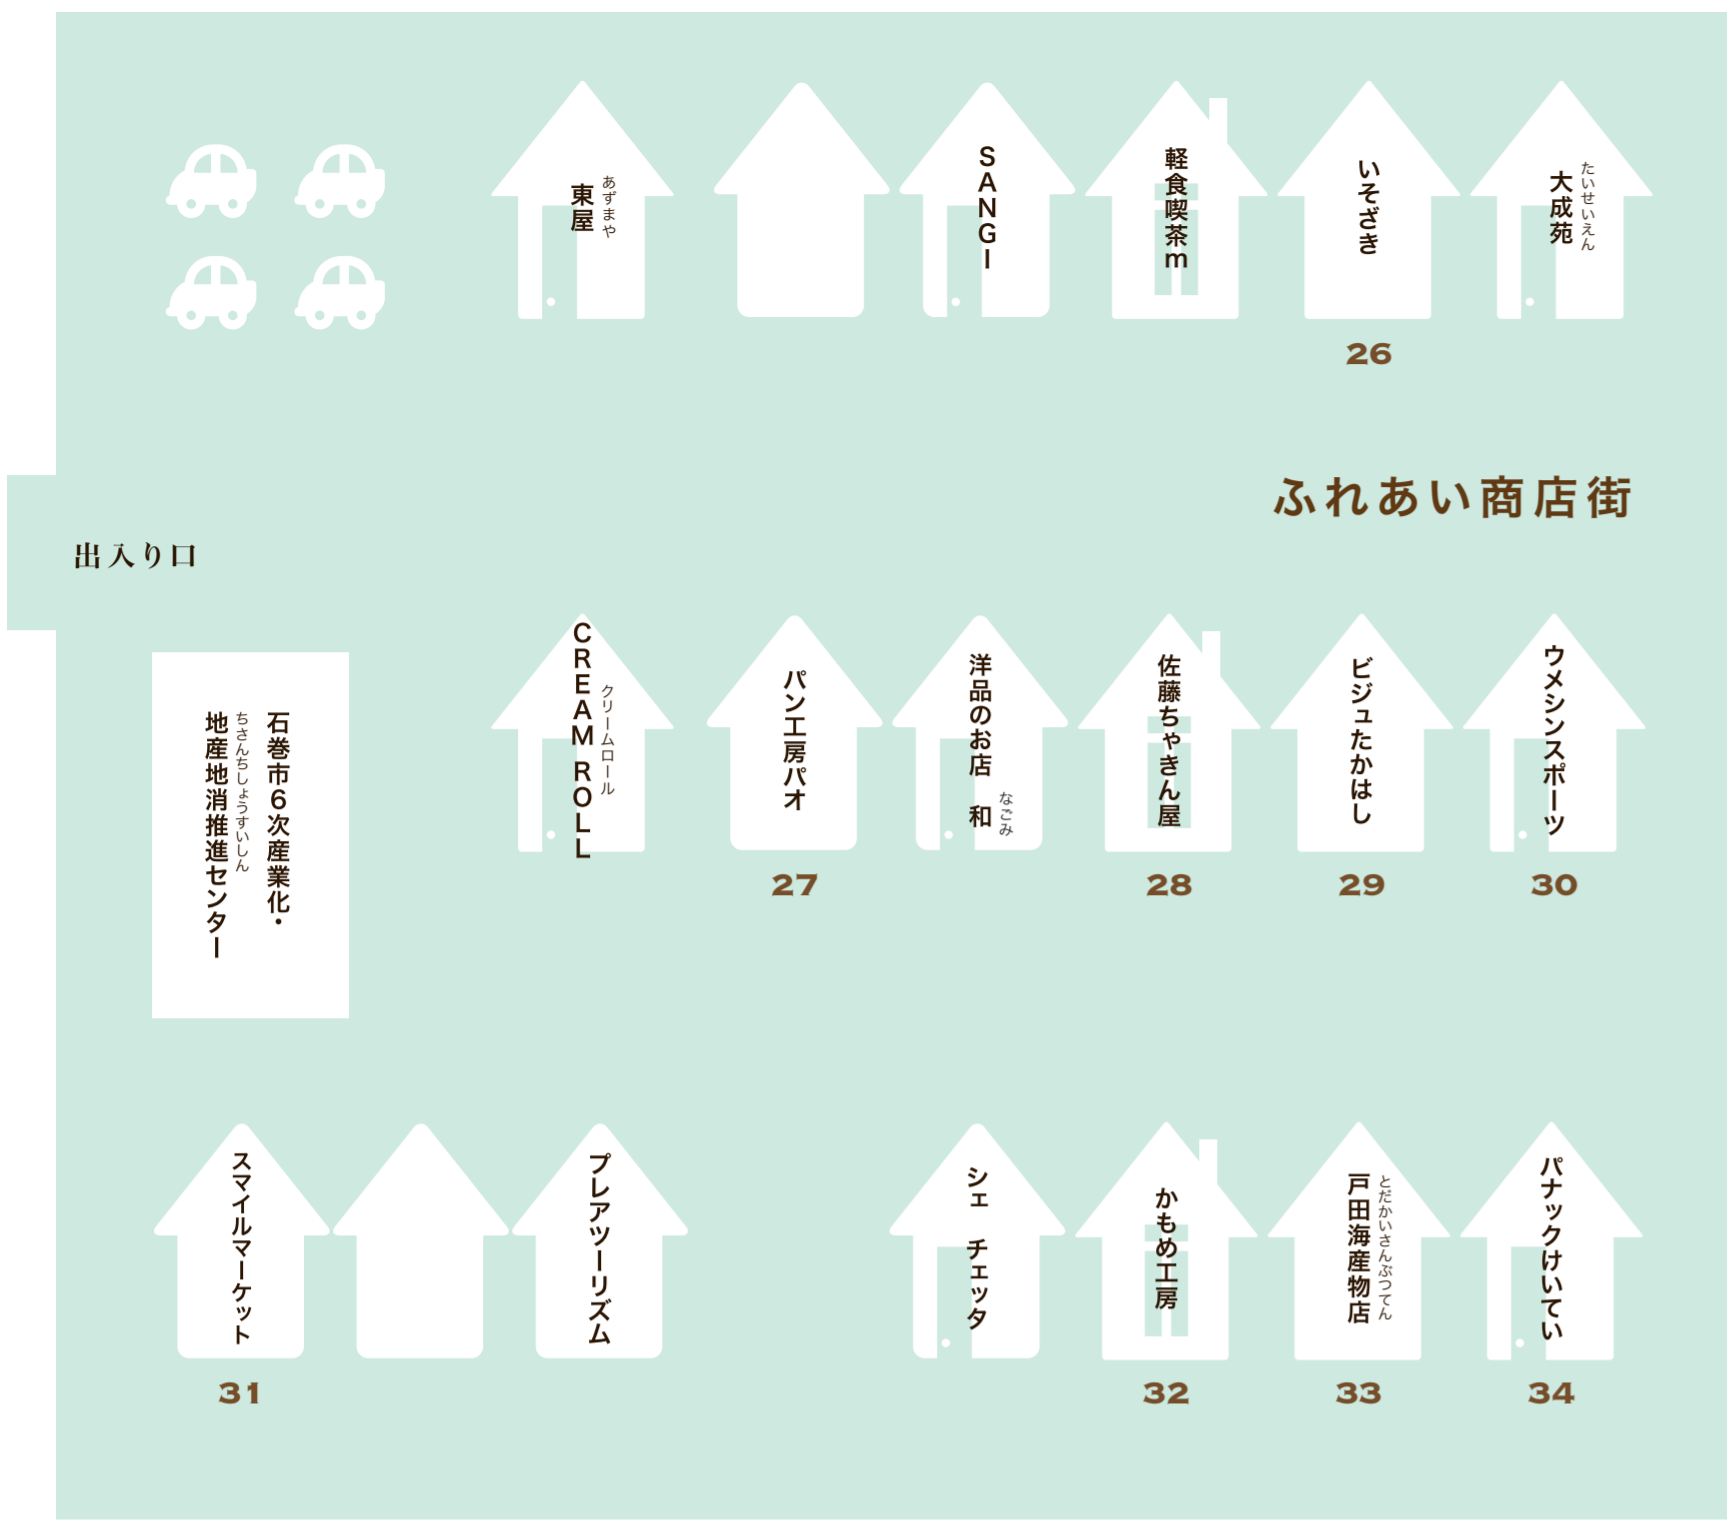 東屋
あずまや
SANGI
軽食喫茶m
いそざき
大成苑
たいせいえん
26
ふれあい商店街
出入り口
石巻市6次産業化・
地産地消推進センター
ちさんちしょうすいしん
CREAM ROLL
クリームロール
パン工房パオ
洋品のお店 和
なごみ
佐藤ちゃきん屋
ビジュたかはし
ウメシンスポーツ
27
28
29
30
スマイルマーケット
プレアツーリズム
シェ チェッタ
かもめ工房
戸田海産物店
とだかいさんぶつてん
パナックけいてい
31
32
33
34